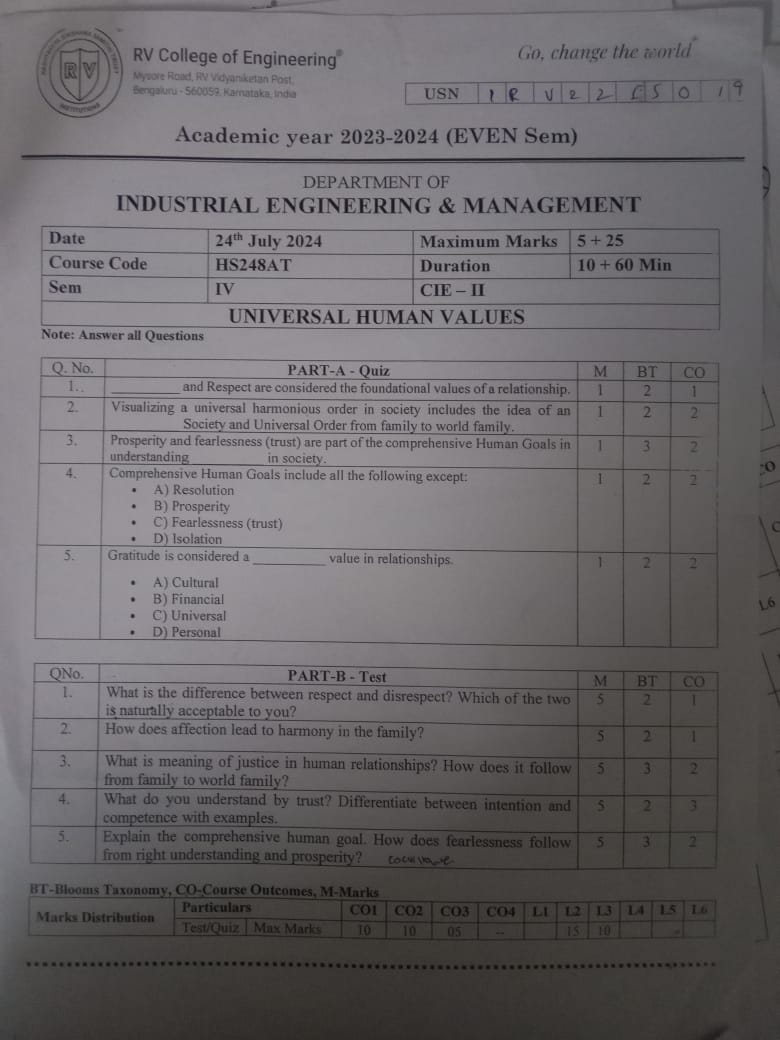 RV College of Engineering®
Go, change the world
Mysore Road, RV Vidyaniketan Post,
Bengaluru - 560059, Karnataka, India
RV
INSTITUTIONS
USN 1 R V 2 2 0 1 9
Academic year 2023-2024 (EVEN Sem)
DEPARTMENT OF
INDUSTRIAL ENGINEERING & MANAGEMENT
Date 24th July 2024 Maximum Marks 5 + 25
Course Code HS248AT Duration 10 + 60 Min
Sem IV CIE – II
UNIVERSAL HUMAN VALUES
Note: Answer all Questions
Q. No. PART-A - Quiz M BT CO
1.. __________ and Respect are considered the foundational values of a relationship. 1 2 1
2. Visualizing a universal harmonious order in society includes the idea of an 1 2 2
__________ Society and Universal Order from family to world family.
3. Prosperity and fearlessness (trust) are part of the comprehensive Human Goals in 1 3 2
understanding __________ in society.
4. Comprehensive Human Goals include all the following except: 1 2 2
• A) Resolution
• B) Prosperity
• C) Fearlessness (trust)
• D) Isolation
5. Gratitude is considered a __________ value in relationships. 1 2 2
• A) Cultural
• B) Financial
• C) Universal
• D) Personal
QNo. PART-B - Test M BT CO
1. What is the difference between respect and disrespect? Which of the two 5 2 1
is naturally acceptable to you?
2. How does affection lead to harmony in the family? 5 2 1
3. What is meaning of justice in human relationships? How does it follow 5 3 2
from family to world family?
4. What do you understand by trust? Differentiate between intention and 5 2 3
competence with examples.
5. Explain the comprehensive human goal. How does fearlessness follow 5 3 2
from right understanding and prosperity?
BT-Blooms Taxonomy, CO-Course Outcomes, M-Marks
Marks Distribution Particulars CO1 CO2 CO3 CO4 L1 L2 L3 L4 L5 L6
Test/Quiz Max Marks 10 10 05 -- 15 10
L6